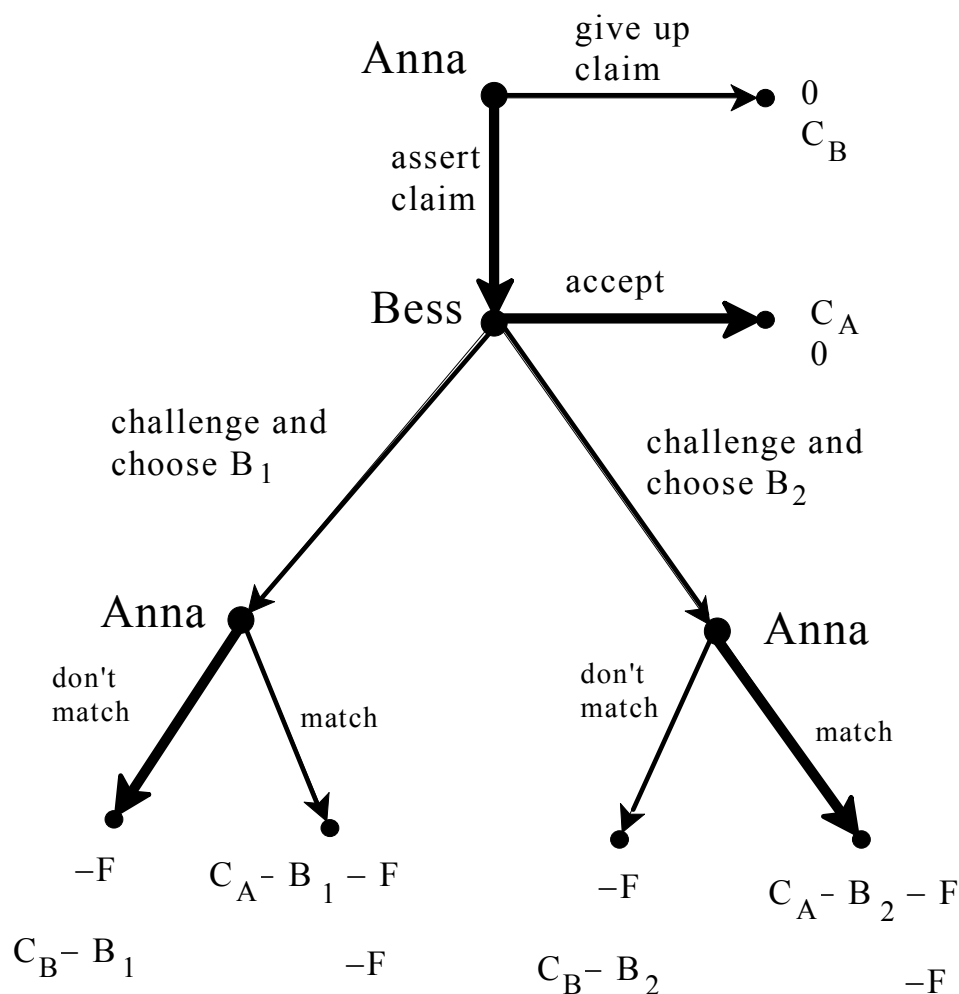 give up
claim
Anna
0
C_B
assert
claim
Bess
accept
C_A
0
challenge and
choose B_1
challenge and
choose B_2
Anna
Anna
don't
match
match
don't
match
match
–F
C_A – B_1 – F
–F
C_A – B_2 – F
C_B – B_1
–F
C_B – B_2
–F